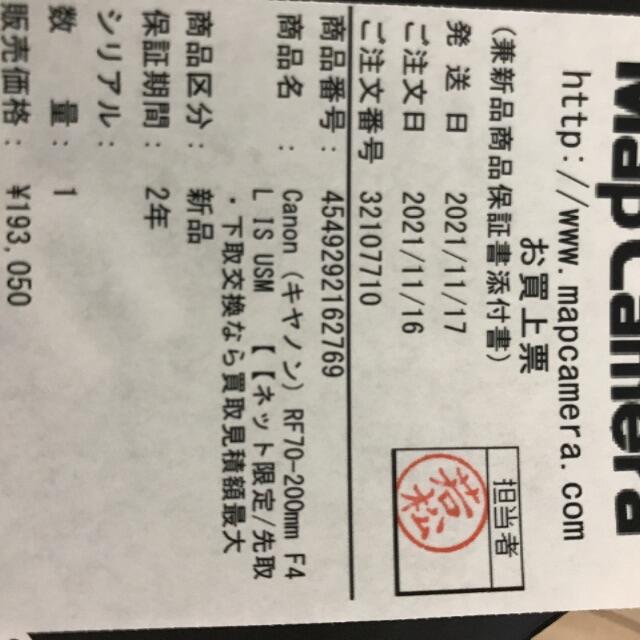 MapCamera
http://www.mapcamera.com
お買上票
(兼新品商品保証書添付書)
発送日 2021/11/17
ご注文日 2021/11/16
ご注文番号 32107710
担当者
若松
商品番号: 4549292162769
商品名 : Canon (キヤノン) RF70-200mm F4
L IS USM 【【ネット限定/先取
・下取交換なら買取見積額最大
商品区分: 新品
保証期間: 2年
シリアル:
数 量: 1
販売価格: ¥193,050